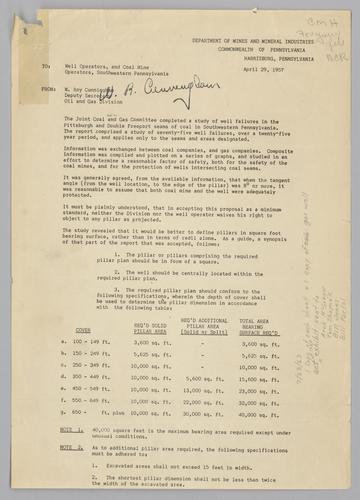 DEPARTMENT OF MINES AND MINERAL INDUSTRIES
COMMONWEALTH OF PENNSYLVANIA
HARRISBURG, PENNSYLVANIA
TO: Well Operators, and Coal Mine
Operators, Southwestern Pennsylvania
April 29, 1957
FROM: W. Roy Cunningham
Deputy Secretary
Oil and Gas Division
The Joint Coal and Gas Committee completed a study of well failures in the
Pittsburgh and Double Freeport seams of coal in Southwestern Pennsylvania.
The report comprised a study of seventy-five well failures, over a twenty-five
year period, and applies only to the seams and areas designated.
Information was exchanged between coal companies, and gas companies. Composite
information was compiled and plotted on a series of graphs, and studied in an
effort to determine a reasonable factor of safety, both for the safety of the
coal mines, and for the protection of wells intersecting coal seams.
It was generally agreed, from the available information, that when the tangent
angle (from the well location, to the edge of the pillar) was 8° or more, it
was reasonable to assume that both coal mine and the well were adequately
protected.
It must be plainly understood, that in accepting this proposal as a minimum
standard, neither the Division nor the well operator waives his right to
object to any pillar as projected.
The study revealed that it would be better to define pillars in square foot
bearing surface, rather than in terms of radii alone. As a guide, a synopsis
of that part of the report that was accepted, follows:
1. The pillar or pillars comprising the required
pillar plan should be in form of a square.
2. The well should be centrally located within the
required pillar plan.
3. The required pillar plan should conform to the
following specifications, wherein the depth of cover shall
be used to determine the pillar dimension in accordance
with the following table:
COVER REQ'D SOLID PILLAR AREA REQ'D ADDITIONAL PILLAR AREA (Solid or Split) TOTAL AREA BEARING SURFACE REQ'D
a. 100 - 149 ft. 3,600 sq. ft. - 3,600 sq. ft.
b. 150 - 249 ft. 5,625 sq. ft. - 5,625 sq. ft.
c. 250 - 349 ft. 10,000 sq. ft. - 10,000 sq. ft.
d. 350 - 449 ft. 10,000 sq. ft. 5,600 sq. ft. 15,600 sq. ft.
e. 450 - 549 ft. 10,000 sq. ft. 13,400 sq. ft.
f. 550 - 649 ft. 10,000 sq. ft. 22,000 sq. ft.
g. 650 - ft. plus 10,000 sq. ft. 30,000 sq. ft. 40,000 sq. ft.
NOTE 1. 40,000 square feet is the maximum bearing area required except under
unusual conditions.
NOTE 2. As to additional pillar area required, the following specifications
must be adhered to:
1. Excavated areas shall not exceed 15 feet in width.
2. The shortest pillar dimension shall not be less than twice
the width of the excavated area.